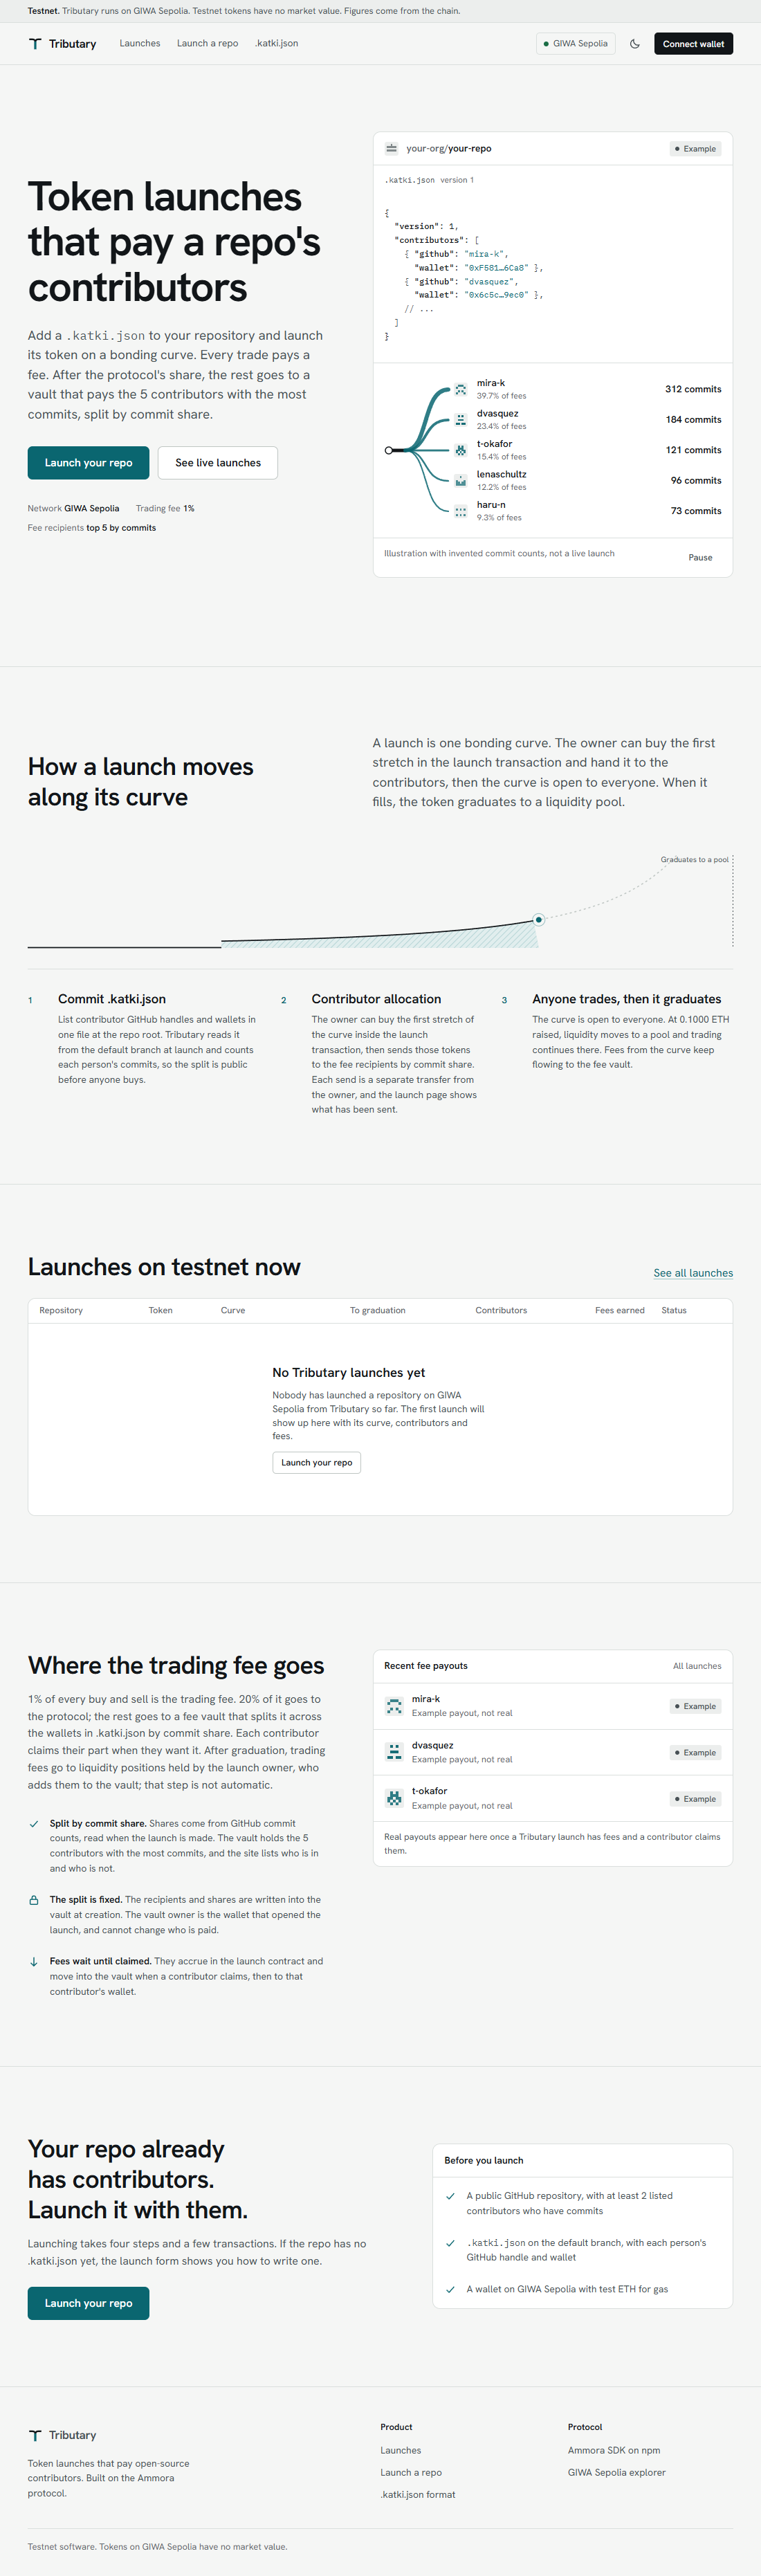 Testnet. Tributary runs on GIWA Sepolia. Testnet tokens have no market value. Figures come from the chain.
Tributary
Launches
Launch a repo
.katki.json
GIWA Sepolia
Connect wallet
Token launches
that pay a repo's
contributors
Add a .katki.json to your repository and launch
its token on a bonding curve. Every trade pays a
fee. After the protocol's share, the rest goes to a
vault that pays the 5 contributors with the most
commits, split by commit share.
Launch your repo
See live launches
Network GIWA Sepolia
Trading fee 1%
Fee recipients top 5 by commits
your-org/your-repo
Example
.katki.json version 1
{
"version": 1,
"contributors": [
{ "github": "mira-k",
"wallet": "0xF581…6Ca8" },
{ "github": "dvasquez",
"wallet": "0x6c5c…9ec0" },
// ...
]
}
mira-k
39.7% of fees
312 commits
dvasquez
23.4% of fees
184 commits
t-okafor
15.4% of fees
121 commits
lenaschultz
12.2% of fees
96 commits
haru-n
9.3% of fees
73 commits
Illustration with invented commit counts, not a live launch
Pause
How a launch moves
along its curve
A launch is one bonding curve. The owner can buy the first
stretch in the launch transaction and hand it to the
contributors, then the curve is open to everyone. When it
fills, the token graduates to a liquidity pool.
Graduates to a pool
1
Commit .katki.json
List contributor GitHub handles and wallets in
one file at the repo root. Tributary reads it
from the default branch at launch and counts
each person's commits, so the split is public
before anyone buys.
2
Contributor allocation
The owner can buy the first stretch of
the curve inside the launch
transaction, then sends those tokens
to the fee recipients by commit share.
Each send is a separate transfer from
the owner, and the launch page shows
what has been sent.
3
Anyone trades, then it graduates
The curve is open to everyone. At 0.1000 ETH
raised, liquidity moves to a pool and trading
continues there. Fees from the curve keep
flowing to the fee vault.
Launches on testnet now
See all launches
Repository
Token
Curve
To graduation
Contributors
Fees earned
Status
No Tributary launches yet
Nobody has launched a repository on GIWA
Sepolia from Tributary so far. The first launch will
show up here with its curve, contributors and
fees.
Launch your repo
Where the trading fee goes
1% of every buy and sell is the trading fee. 20% of it goes to
the protocol; the rest goes to a fee vault that splits it across
the wallets in .katki.json by commit share. Each contributor
claims their part when they want it. After graduation, trading
fees go to liquidity positions held by the launch owner, who
adds them to the vault; that step is not automatic.
Split by commit share. Shares come from GitHub commit
counts, read when the launch is made. The vault holds the 5
contributors with the most commits, and the site lists who is in
and who is not.
The split is fixed. The recipients and shares are written into the
vault at creation. The vault owner is the wallet that opened the
launch, and cannot change who is paid.
Fees wait until claimed. They accrue in the launch contract and
move into the vault when a contributor claims, then to that
contributor's wallet.
Recent fee payouts
All launches
mira-k
Example payout, not real
Example
dvasquez
Example payout, not real
Example
t-okafor
Example payout, not real
Example
Real payouts appear here once a Tributary launch has fees and a contributor claims
them.
Your repo already
has contributors.
Launch it with them.
Launching takes four steps and a few transactions. If the repo has no
.katki.json yet, the launch form shows you how to write one.
Launch your repo
Before you launch
A public GitHub repository, with at least 2 listed
contributors who have commits
.katki.json on the default branch, with each person's
GitHub handle and wallet
A wallet on GIWA Sepolia with test ETH for gas
Tributary
Token launches that pay open-source
contributors. Built on the Ammora
protocol.
Product
Launches
Launch a repo
.katki.json format
Protocol
Ammora SDK on npm
GIWA Sepolia explorer
Testnet software. Tokens on GIWA Sepolia have no market value.